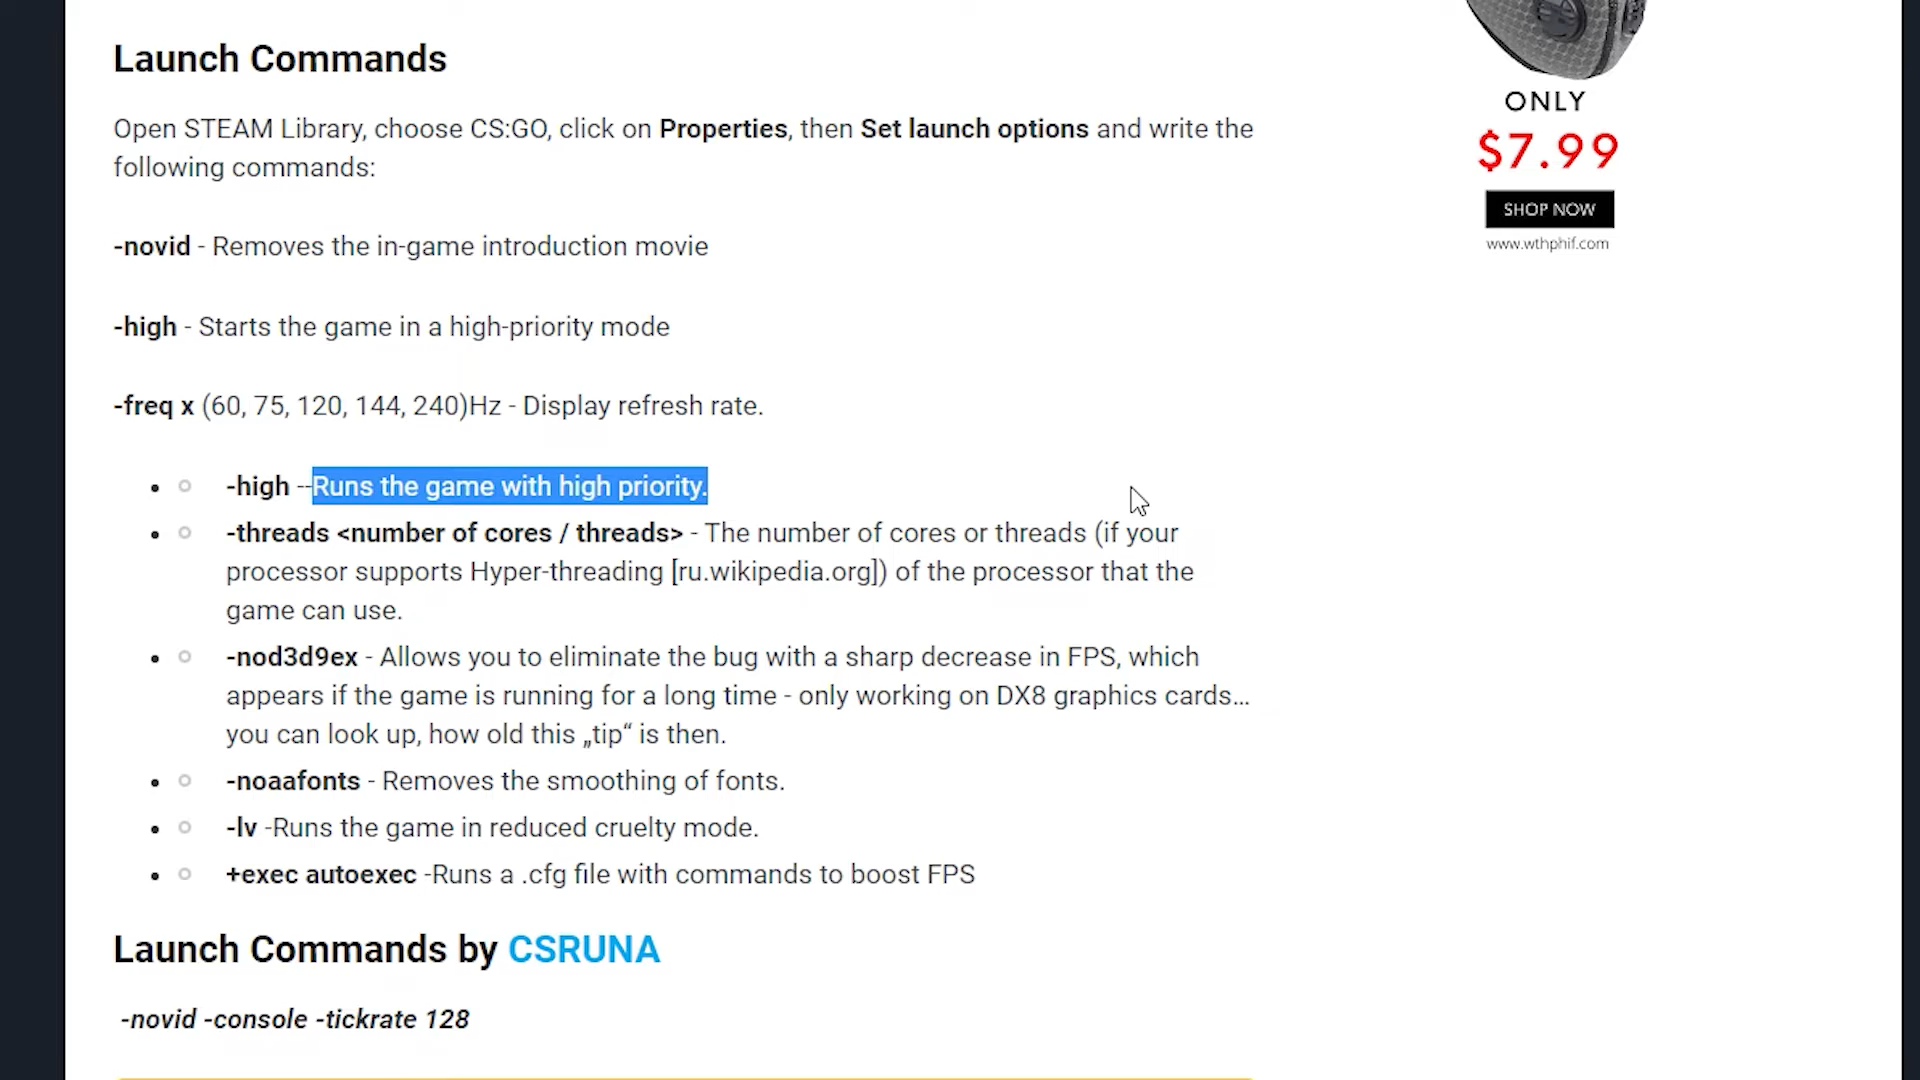 Launch Commands
Open STEAM Library, choose CS:GO, click on Properties, then Set launch options and write the
following commands:
-novid - Removes the in-game introduction movie
-high - Starts the game in a high-priority mode
-freq x (60, 75, 120, 144, 240)Hz - Display refresh rate.
-high --Runs the game with high priority.
-threads <number of cores / threads> - The number of cores or threads (if your
processor supports Hyper-threading [ru.wikipedia.org]) of the processor that the
game can use.
-nod3d9ex - Allows you to eliminate the bug with a sharp decrease in FPS, which
appears if the game is running for a long time - only working on DX8 graphics cards…
you can look up, how old this „tip“ is then.
-noaafonts - Removes the smoothing of fonts.
-lv -Runs the game in reduced cruelty mode.
+exec autoexec -Runs a .cfg file with commands to boost FPS
Launch Commands by CSRUNA
-novid -console -tickrate 128
ONLY
$7.99
SHOP NOW
www.wthphif.com